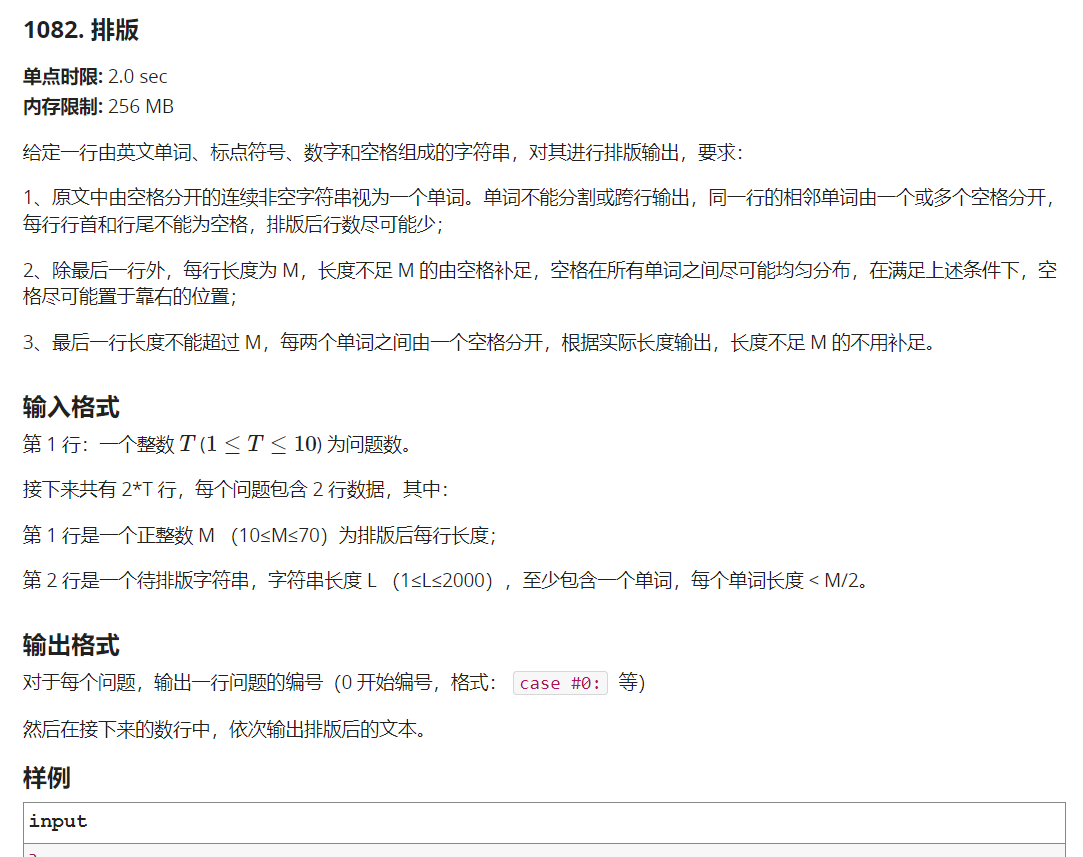 1082. 排版
单点时限: 2.0 sec
内存限制: 256 MB
给定一行由英文单词、标点符号、数字和空格组成的字符串，对其进行排版输出，要求：
1、原文中由空格分开的连续非空字符串视为一个单词。单词不能分割或跨行输出，同一行的相邻单词由一个或多个空格分开，
每行行首和行尾不能为空格，排版后行数尽可能少；
2、除最后一行外，每行长度为 M，长度不足 M 的由空格补足，空格在所有单词之间尽可能均匀分布，在满足上述条件下，空
格尽可能置于靠右的位置；
3、最后一行长度不能超过 M，每两个单词之间由一个空格分开，根据实际长度输出，长度不足 M 的不用补足。
输入格式
第 1 行：一个整数 T (1 ≤ T ≤ 10) 为问题数。
接下来共有 2*T 行，每个问题包含 2 行数据，其中：
第 1 行是一个正整数 M （10≤M≤70）为排版后每行长度；
第 2 行是一个待排版字符串，字符串长度 L （1≤L≤2000），至少包含一个单词，每个单词长度 < M/2。
输出格式
对于每个问题，输出一行问题的编号（0 开始编号，格式： case #0: 等）
然后在接下来的数行中，依次输出排版后的文本。
样例
input